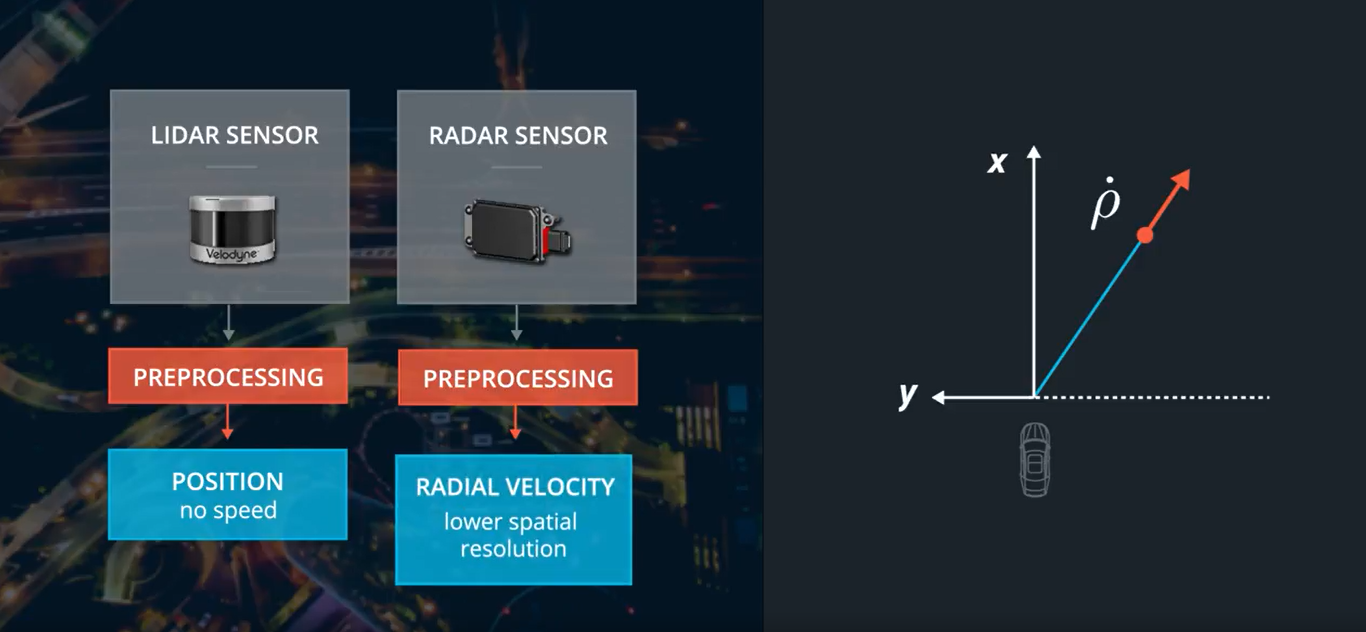 LIDAR SENSOR
Velodyne
PREPROCESSING
POSITION
no speed
RADAR SENSOR
PREPROCESSING
RADIAL VELOCITY
lower spatial
resolution
x
ρ̇
y